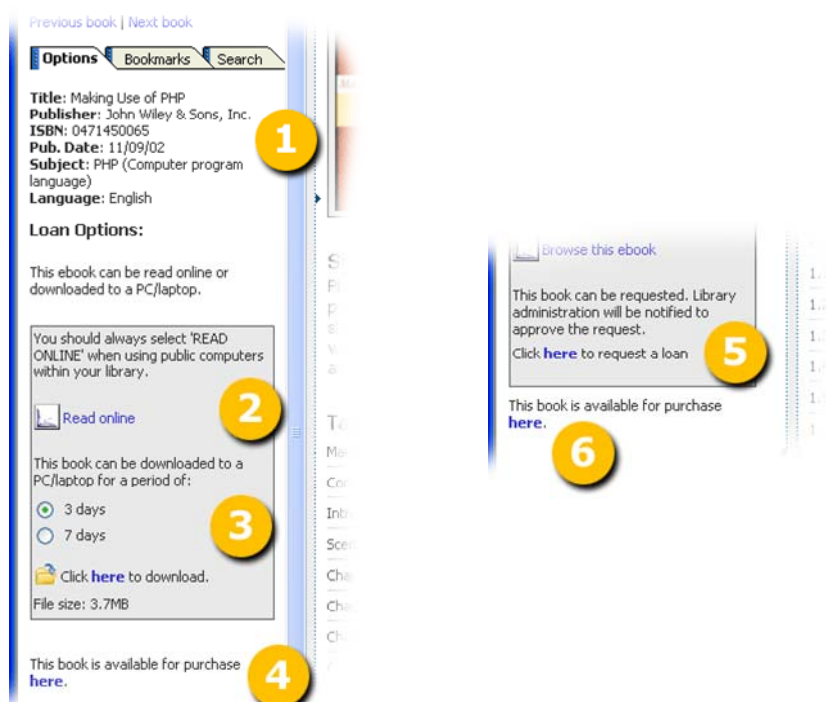 Previous book | Next book
Options Bookmarks Search
Title: Making Use of PHP
Publisher: John Wiley & Sons, Inc.
ISBN: 0471450065
Pub. Date: 11/09/02
Subject: PHP (Computer program
language)
Language: English
1
Loan Options:
This ebook can be read online or
downloaded to a PC/laptop.
You should always select 'READ
ONLINE' when using public computers
within your library.
Read online
2
This book can be downloaded to a
PC/laptop for a period of:
3 days
7 days
3
Click here to download.
File size: 3.7MB
This book is available for purchase
here.
4
Browse this ebook
This book can be requested. Library
administration will be notified to
approve the request.
Click here to request a loan
5
This book is available for purchase
here.
6